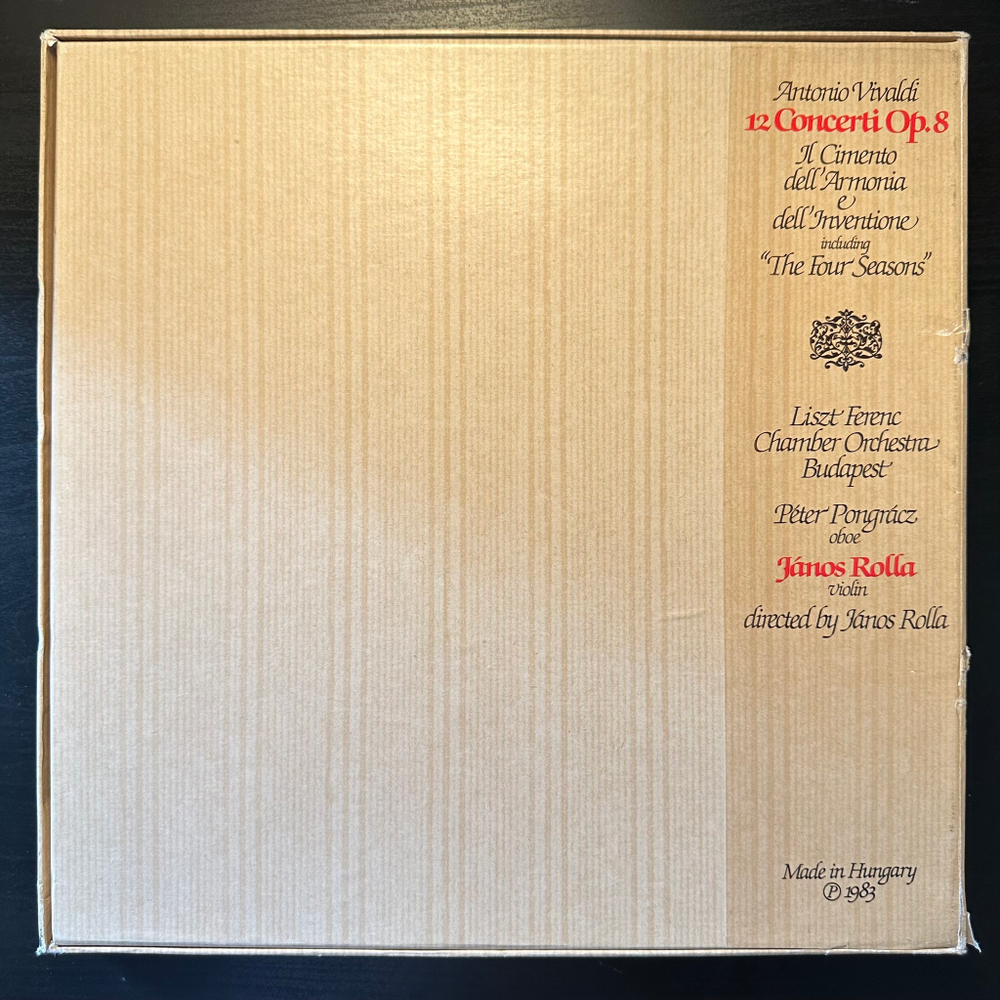 Antonio Vivaldi
12 Concerti Op. 8
Il Cimento
dell'Armonia
e
dell'Inventione
including
“The Four Seasons”
Liszt Ferenc
Chamber Orchestra
Budapest
Péter Pongrácz
oboe
János Rolla
violin
directed by János Rolla
Made in Hungary
Ⓟ 1983